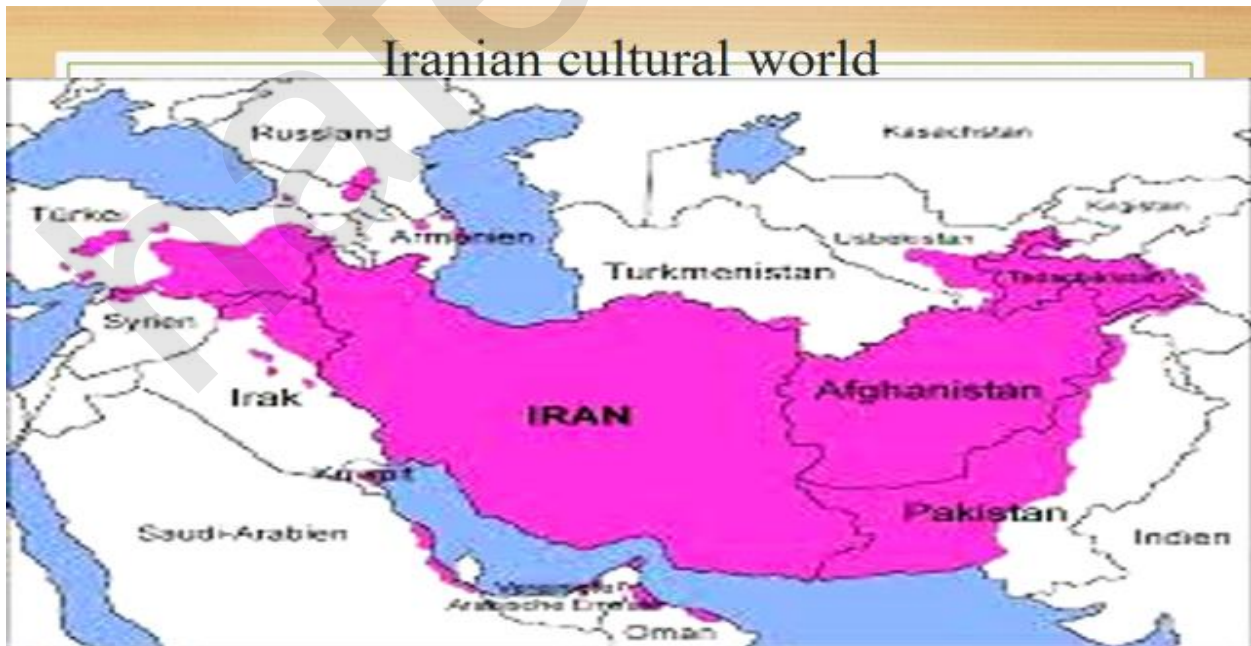 Iranian cultural world
Russland
Kasachstan
Türkei
Armenien
Usbekistan
Turkmenistan
Syrien
Irak
IRAN
Afghanistan
Kuwait
Pakistan
Saudi-Arabien
Indien
Arabische
Oman